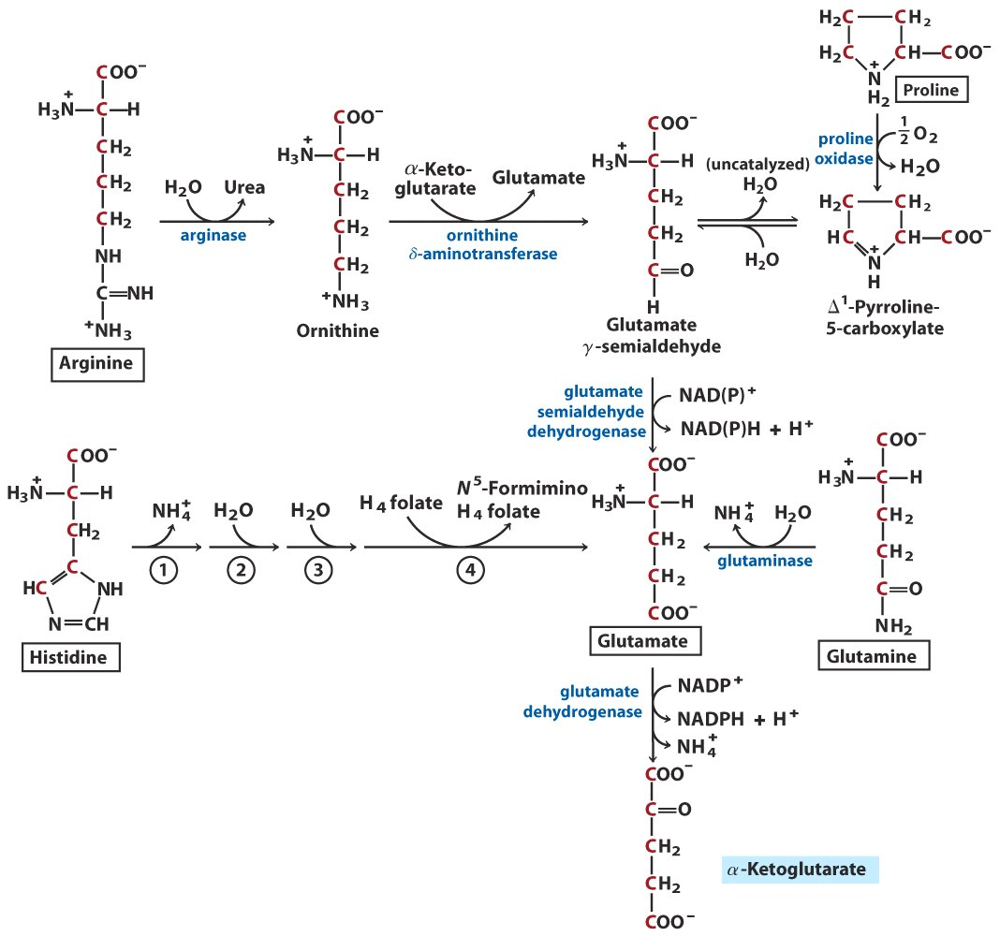 H₂C CH₂
H₂C CH—COO⁻
N⁺
H₂
Proline
COO⁻
H₃N⁺—C—H
CH₂
CH₂
CH₂
NH
C=NH
⁺NH₃
Arginine
H₂O Urea
arginase
COO⁻
H₃N⁺—C—H
CH₂
CH₂
CH₂
⁺NH₃
Ornithine
α-Keto-
glutarate
Glutamate
ornithine
δ-aminotransferase
COO⁻
H₃N⁺—C—H
CH₂
CH₂
C=O
H
Glutamate
γ-semialdehyde
(uncatalyzed)
H₂O
H₂O
proline
oxidase
½ O₂
H₂O
H₂C CH₂
HC CH—COO⁻
N⁺
H
Δ¹-Pyrroline-
5-carboxylate
glutamate
semialdehyde
dehydrogenase
NAD(P)⁺
NAD(P)H + H⁺
COO⁻
H₃N⁺—C—H
CH₂
C
HC NH
N=CH
Histidine
NH₄⁺
1
H₂O
2
H₂O
3
H₄ folate
N⁵-Formimino
H₄ folate
4
COO⁻
H₃N⁺—C—H
CH₂
CH₂
COO⁻
Glutamate
NH₄⁺ H₂O
glutaminase
COO⁻
H₃N⁺—C—H
CH₂
CH₂
C=O
NH₂
Glutamine
glutamate
dehydrogenase
NADP⁺
NADPH + H⁺
NH₄⁺
COO⁻
C=O
CH₂
CH₂
COO⁻
α-Ketoglutarate